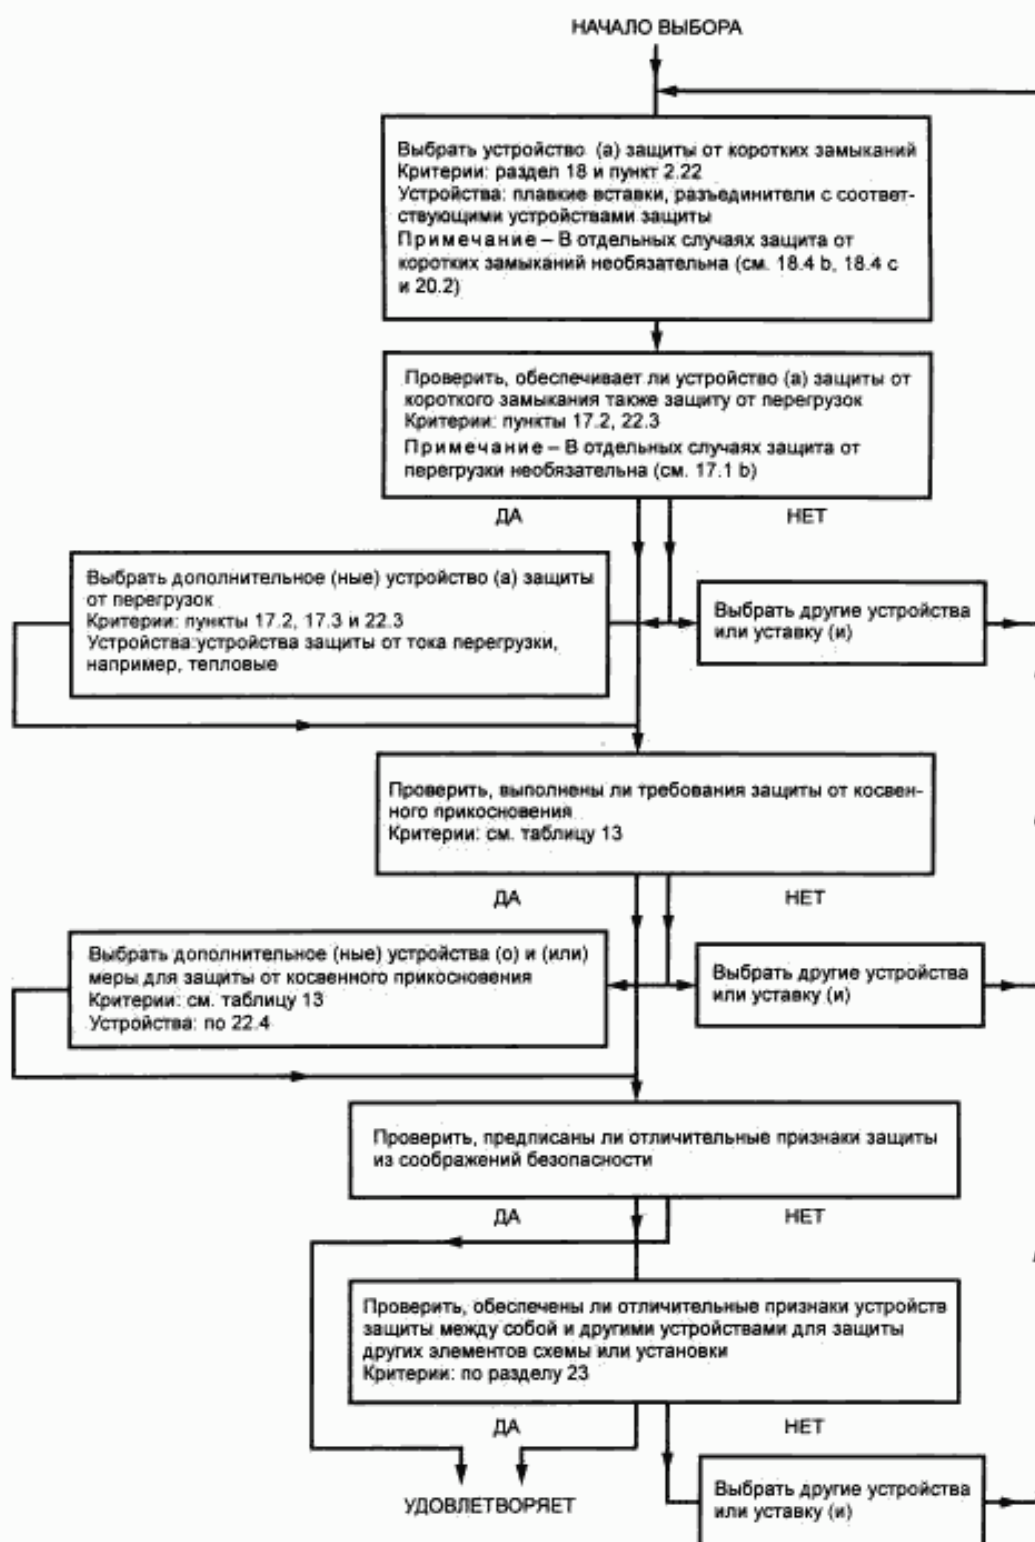 НАЧАЛО ВЫБОРА
Выбрать устройство (а) защиты от коротких замыканий
Критерии: раздел 18 и пункт 2.22
Устройства: плавкие вставки, разъединители с соответ-
ствующими устройствами защиты
Примечание – В отдельных случаях защита от
коротких замыканий необязательна (см. 18.4 b, 18.4 c
и 20.2)
Проверить, обеспечивает ли устройство (а) защиты от
короткого замыкания также защиту от перегрузок
Критерии: пункты 17.2, 22.3
Примечание – В отдельных случаях защита от
перегрузки необязательна (см. 17.1 b)
ДА
НЕТ
Выбрать дополнительное (ные) устройство (а) защиты
от перегрузок
Критерии: пункты 17.2, 17.3 и 22.3
Устройства:устройства защиты от тока перегрузки,
например, тепловые
Выбрать другие устройства
или уставку (и)
Проверить, выполнены ли требования защиты от косвен-
ного прикосновения
Критерии: см. таблицу 13
ДА
НЕТ
Выбрать дополнительное (ные) устройства (о) и (или)
меры для защиты от косвенного прикосновения
Критерии: см. таблицу 13
Устройства: по 22.4
Выбрать другие устройства
или уставку (и)
Проверить, предписаны ли отличительные признаки защиты
из соображений безопасности
ДА
НЕТ
Проверить, обеспечены ли отличительные признаки устройств
защиты между собой и другими устройствами для защиты
других элементов схемы или установки
Критерии: по разделу 23
ДА
НЕТ
УДОВЛЕТВОРЯЕТ
Выбрать другие устройства
или уставку (и)